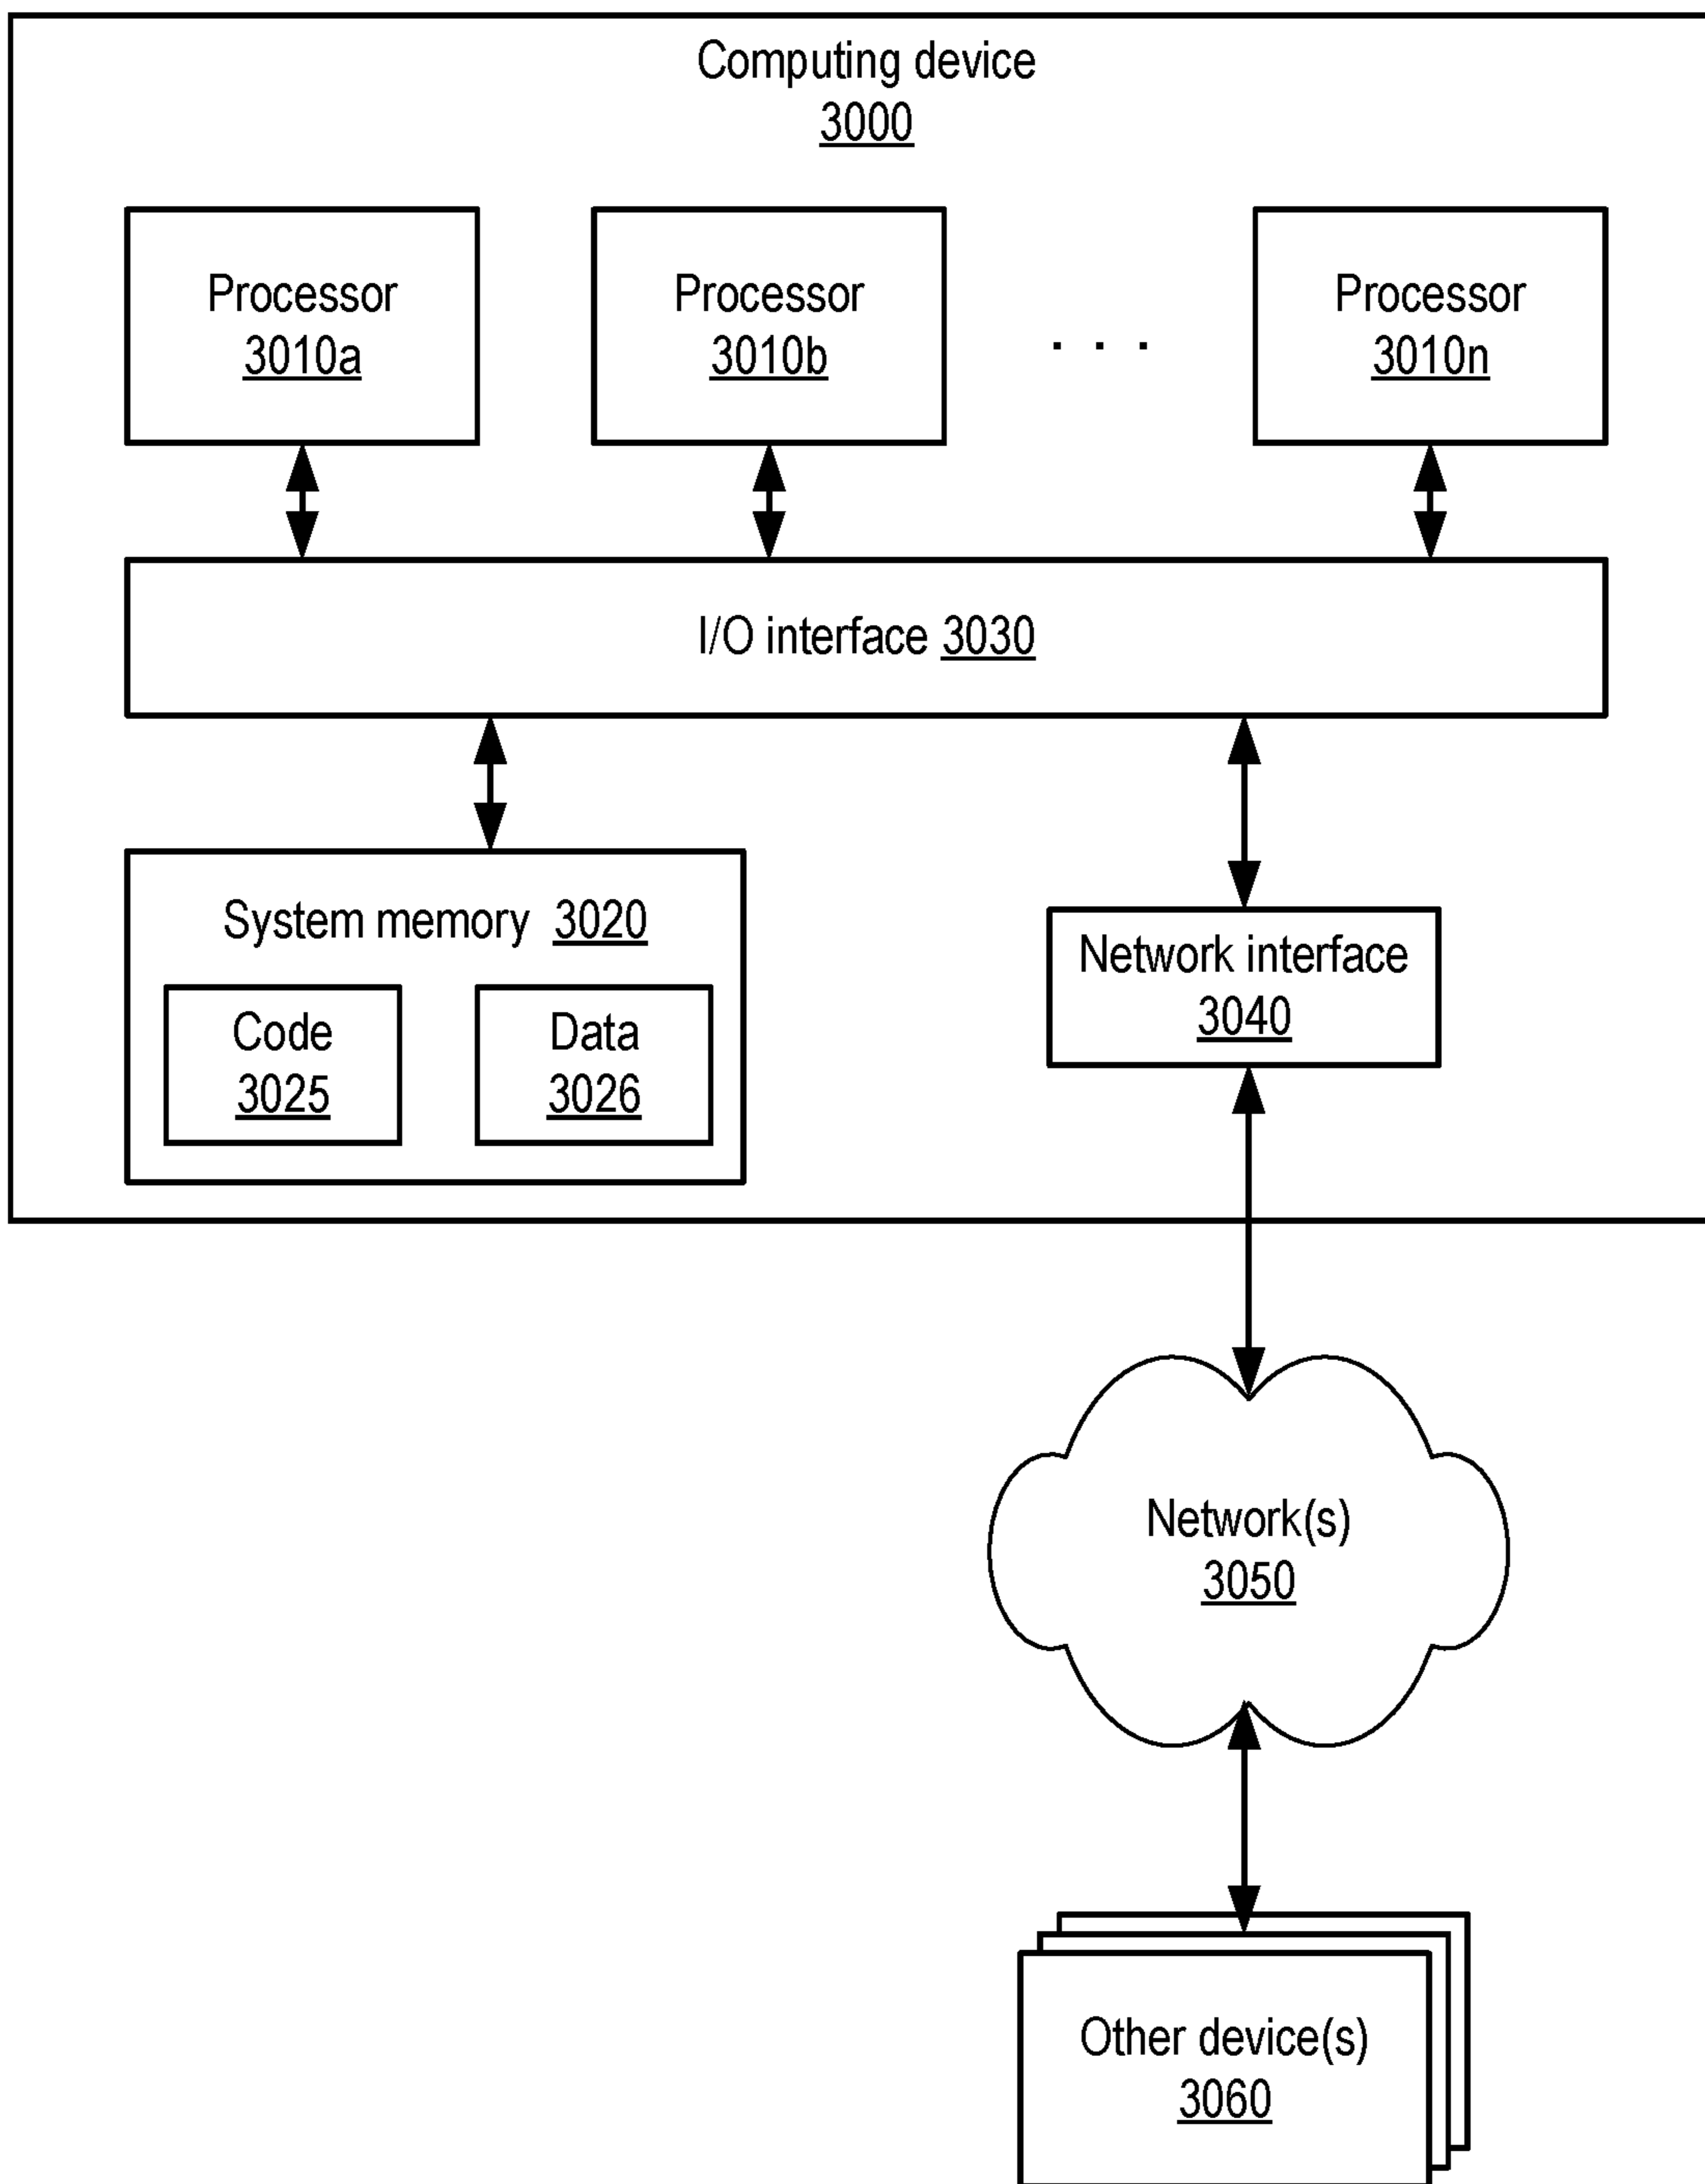 Computing device
3000
Processor
3010a
Processor
3010b
. . .
Processor
3010n
I/O interface 3030
System memory 3020
Code
3025
Data
3026
Network interface
3040
Network(s)
3050
Other device(s)
3060